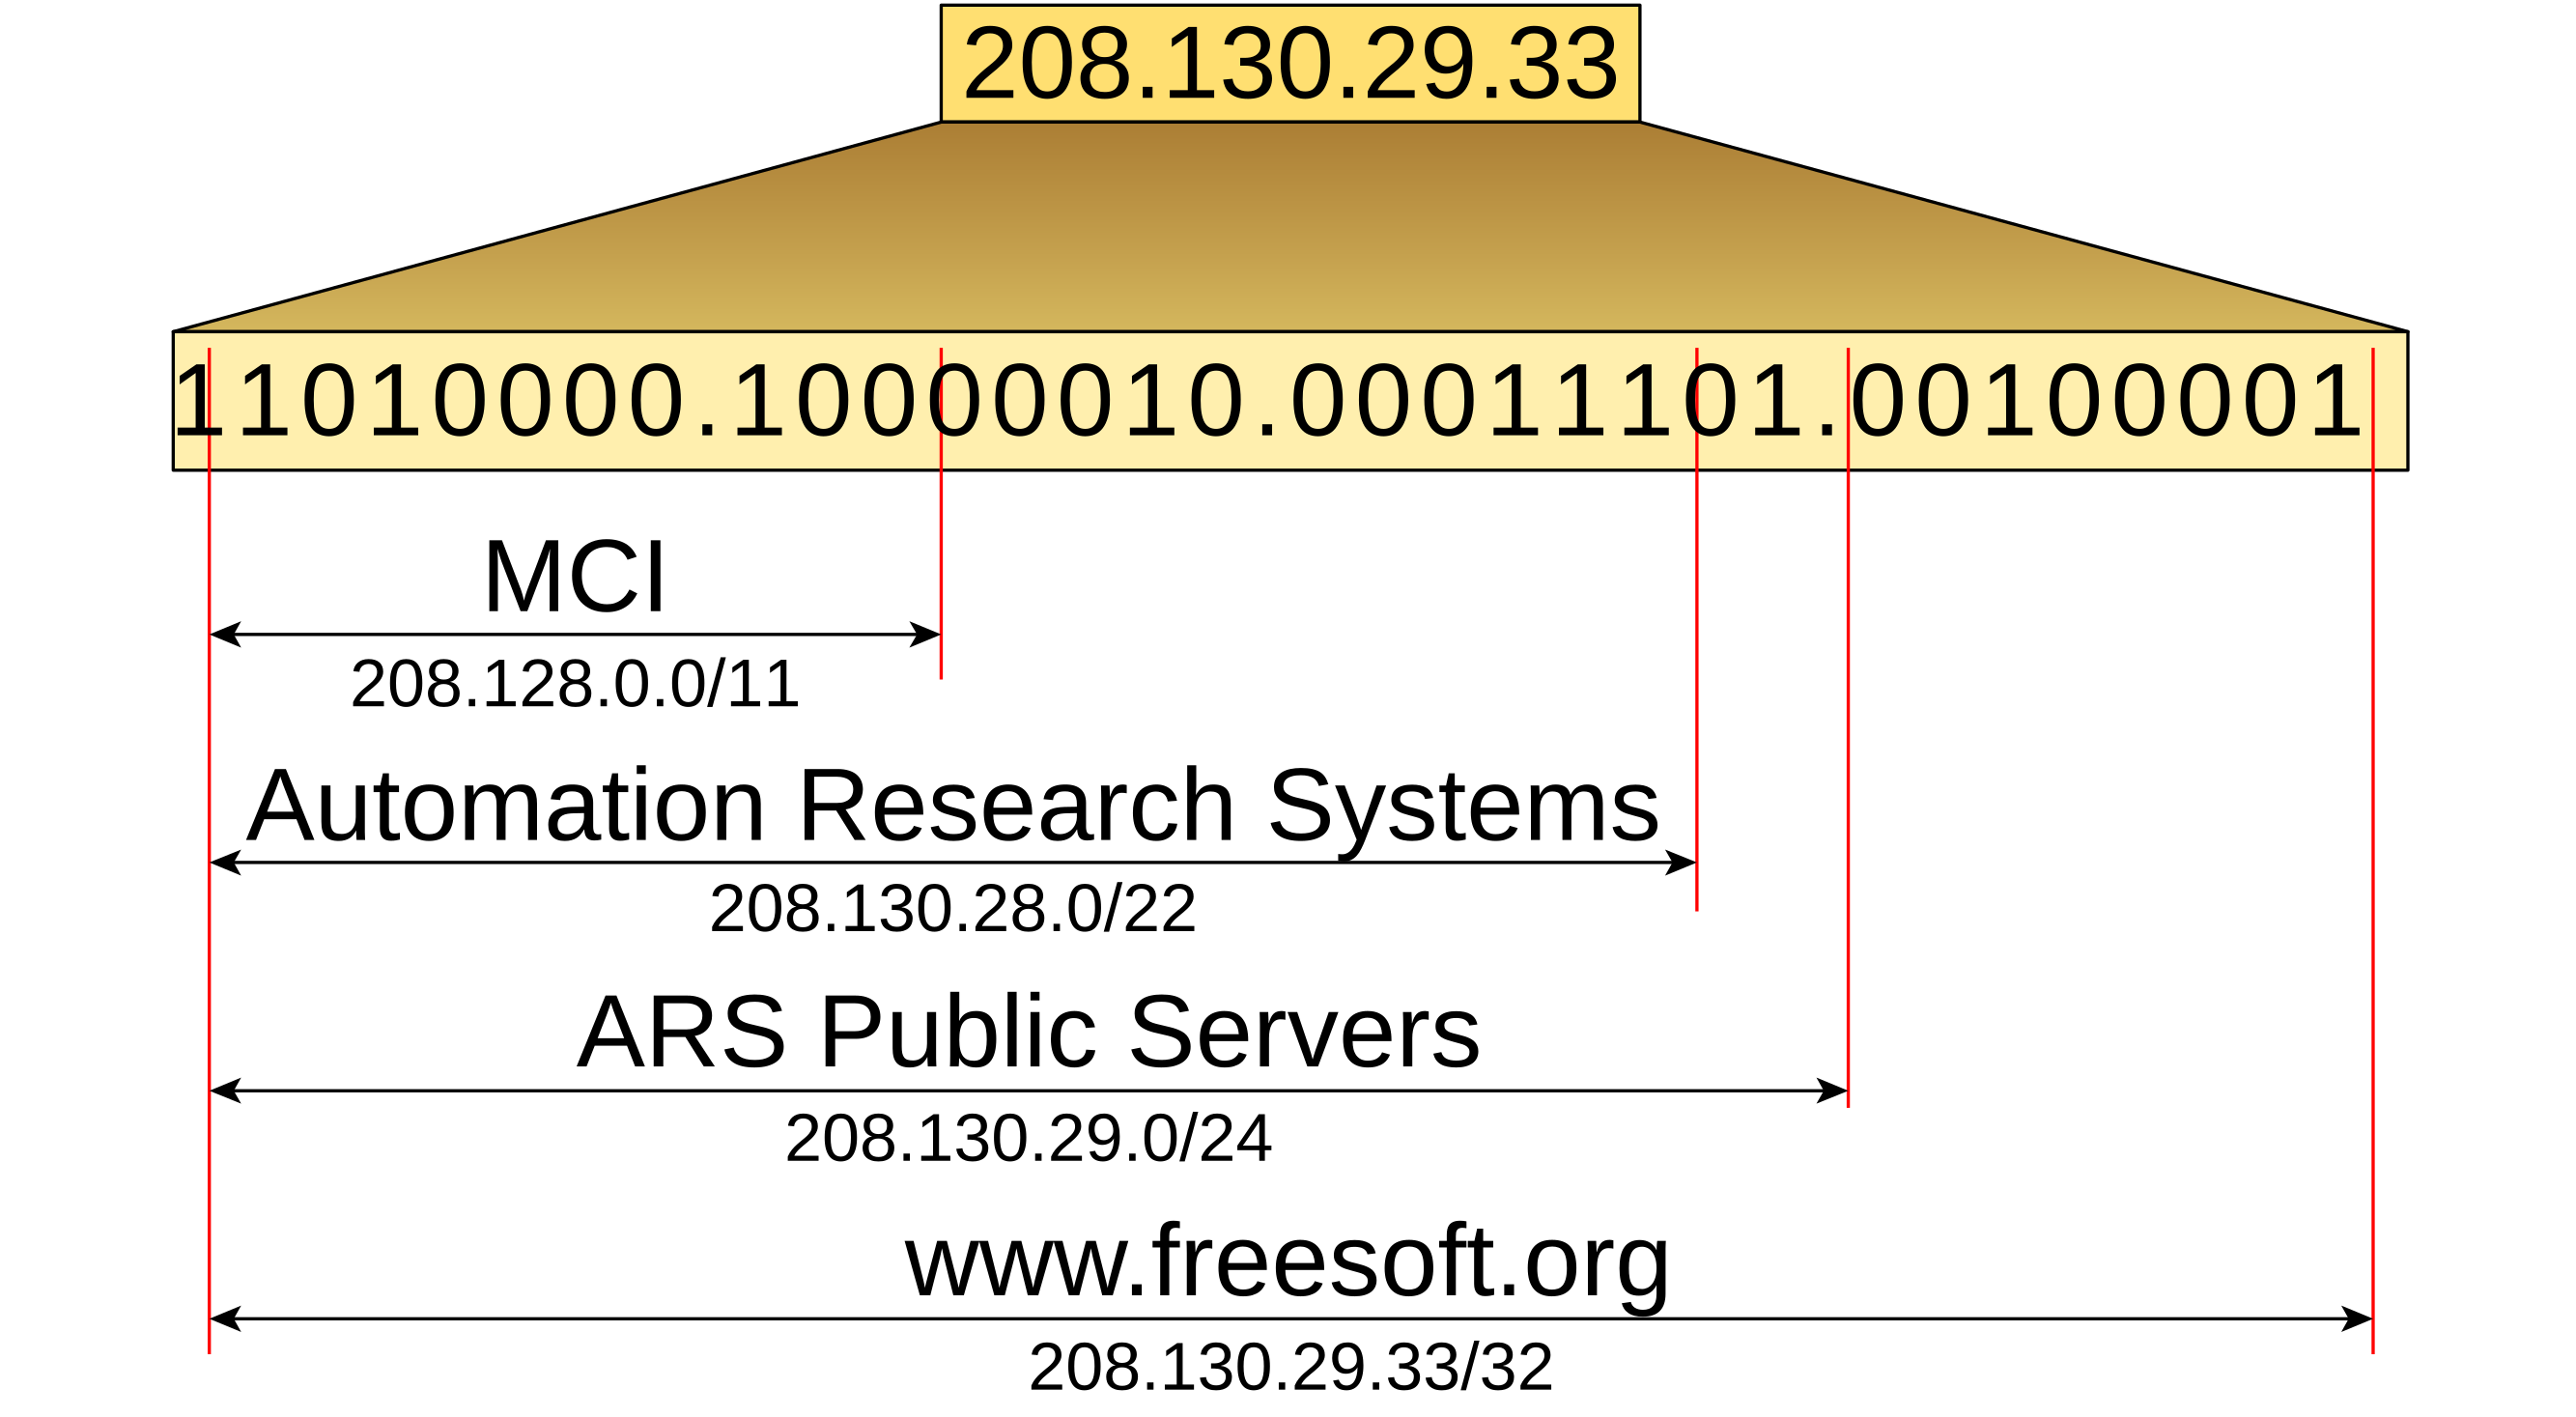 208.130.29.33
11010000.10000010.00011101.00100001
MCI
208.128.0.0/11
Automation Research Systems
208.130.28.0/22
ARS Public Servers
208.130.29.0/24
www.freesoft.org
208.130.29.33/32